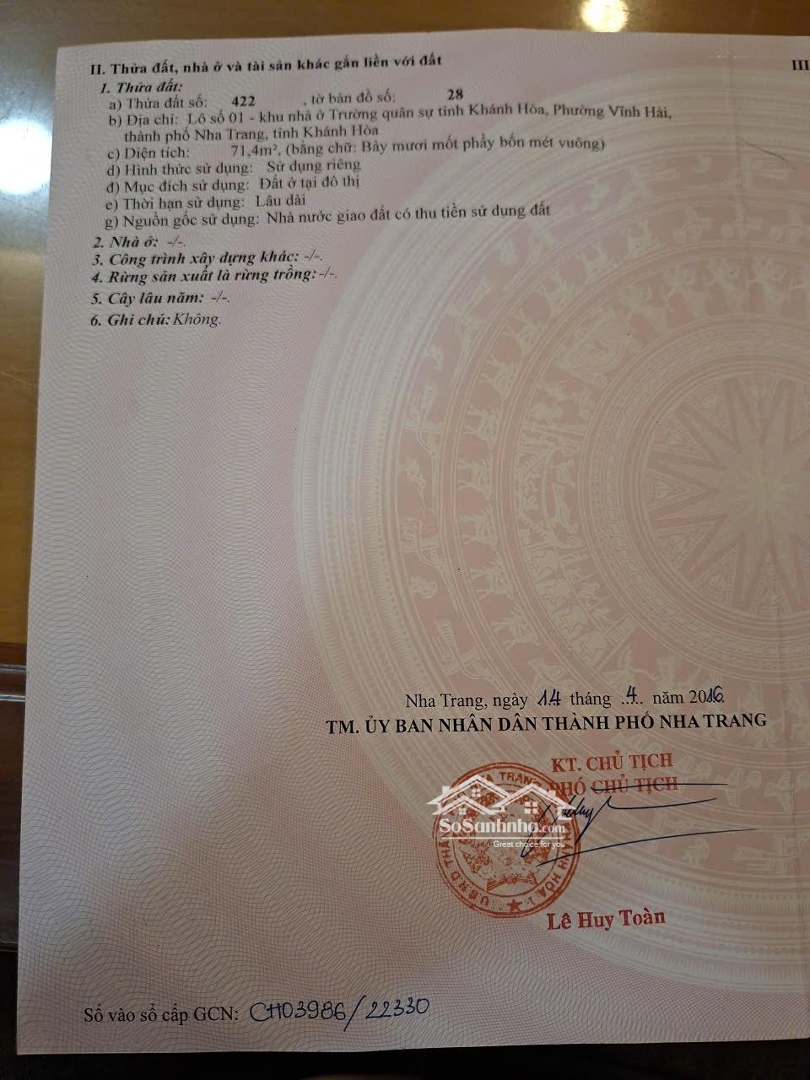 II. Thửa đất, nhà ở và tài sản khác gắn liền với đất
III
1. Thửa đất:
a) Thửa đất số: 422 , tờ bản đồ số: 28
b) Địa chỉ: Lô số 01 - khu nhà ở Trường quân sự tỉnh Khánh Hòa, Phường Vĩnh Hải,
thành phố Nha Trang, tỉnh Khánh Hòa
c) Diện tích: 71,4m², (bằng chữ: Bảy mươi mốt phẩy bốn mét vuông)
d) Hình thức sử dụng: Sử dụng riêng
đ) Mục đích sử dụng: Đất ở tại đô thị
e) Thời hạn sử dụng: Lâu dài
g) Nguồn gốc sử dụng: Nhà nước giao đất có thu tiền sử dụng đất
2. Nhà ở: -/-.
3. Công trình xây dựng khác: -/-.
4. Rừng sản xuất là rừng trồng: -/-.
5. Cây lâu năm: -/-.
6. Ghi chú: Không.
Nha Trang, ngày 14 tháng .4. năm 2016
TM. ỦY BAN NHÂN DÂN THÀNH PHỐ NHA TRANG
KT. CHỦ TỊCH
PHÓ CHỦ TỊCH
SoSanhnha.com
Great choice for you
Lê Huy Toàn
Số vào sổ cấp GCN: CH03986/22330